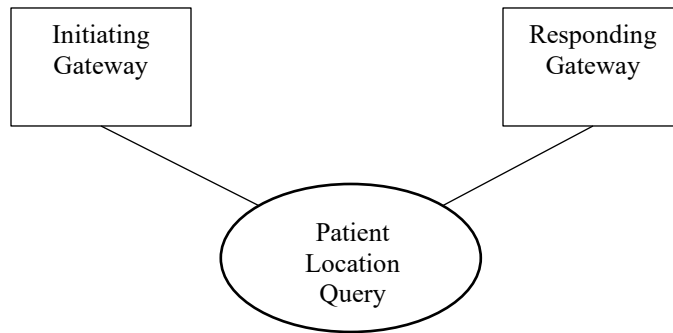 Initiating
Gateway
Responding
Gateway
Patient
Location
Query